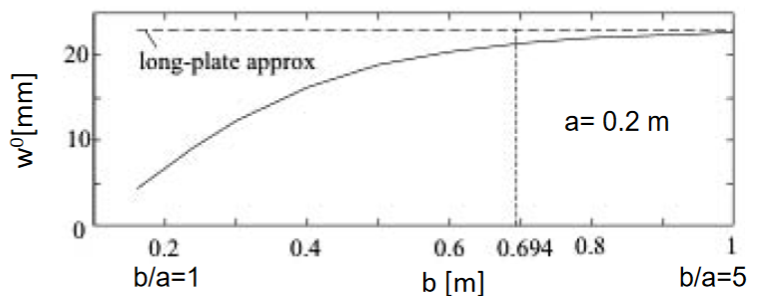 w⁰[mm]
20
10
0
long-plate approx
a= 0.2 m
0.2 0.4 0.6 0.694 0.8 1
b/a=1 b [m] b/a=5